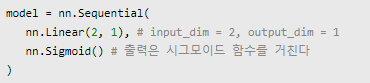 model = nn.Sequential(
   nn.Linear(2, 1), # input_dim = 2, output_dim = 1
   nn.Sigmoid() # 출력은 시그모이드 함수를 거친다
)